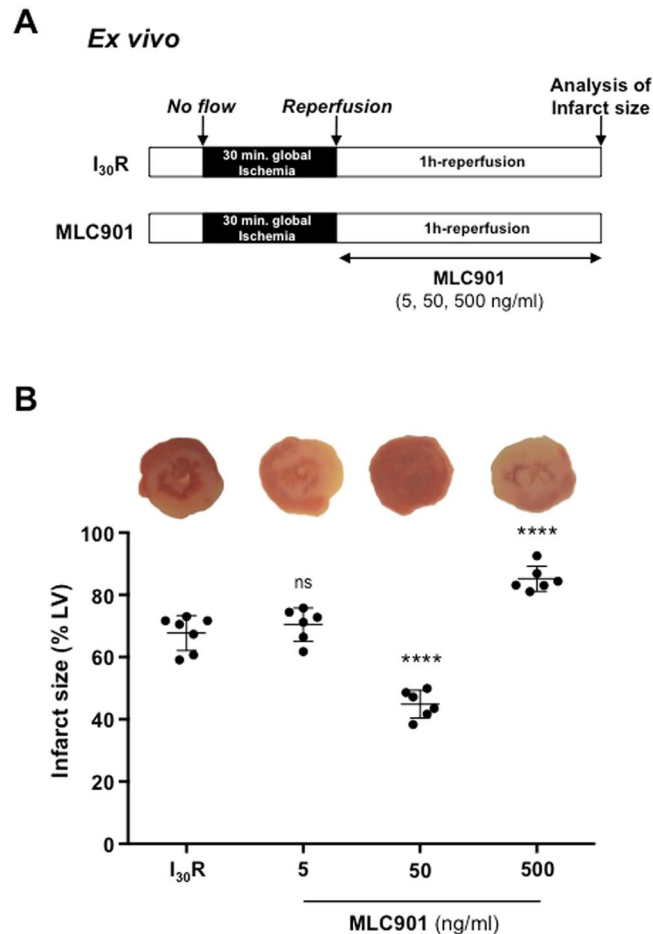 A
Ex vivo
No flow
Reperfusion
Analysis of
Infarct size
I₃₀R
30 min. global
Ischemia
1h-reperfusion
MLC901
30 min. global
Ischemia
1h-reperfusion
MLC901
(5, 50, 500 ng/ml)
B
Infarct size (% LV)
100
80
60
40
20
0
ns
****
****
I₃₀R
5
50
500
MLC901 (ng/ml)